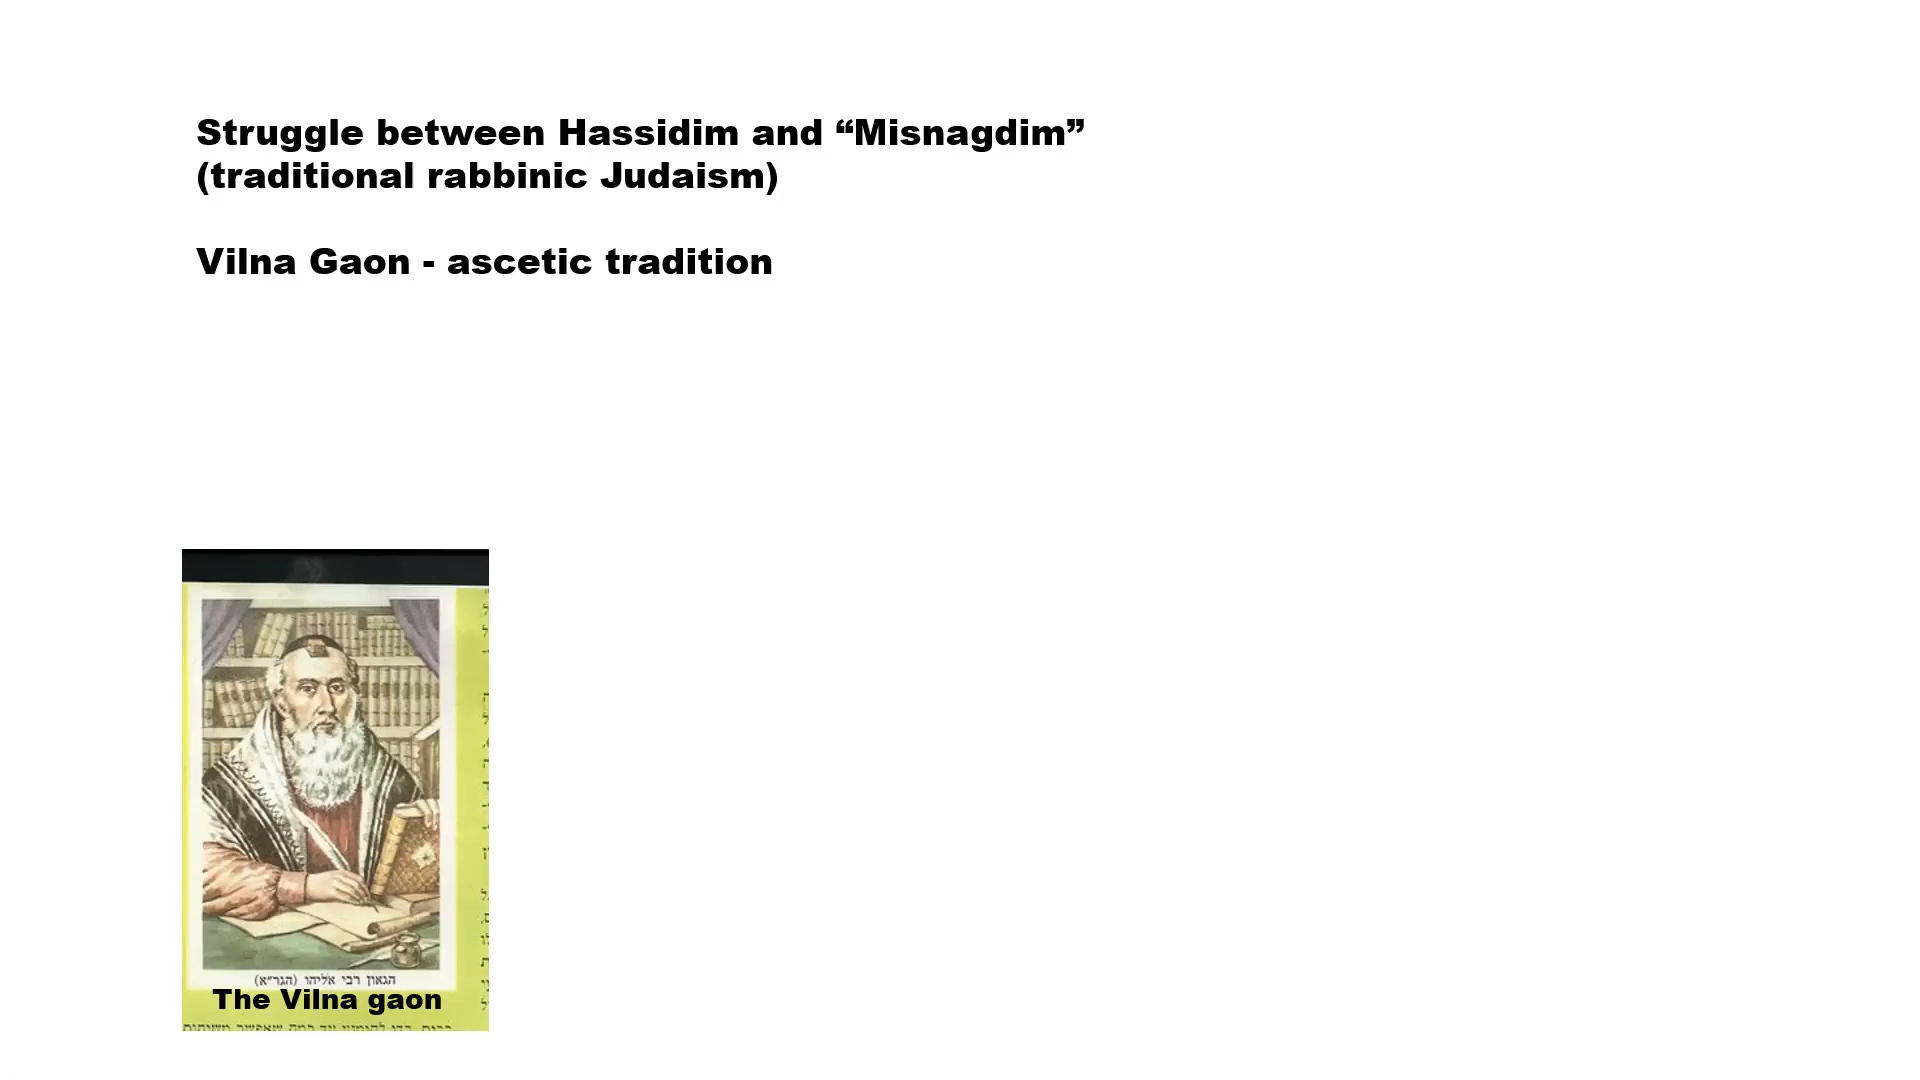 Struggle between Hassidim and “Misnagdim”
(traditional rabbinic Judaism)
Vilna Gaon - ascetic tradition
הגאון רבי אליהו (הגר״א)
The Vilna gaon